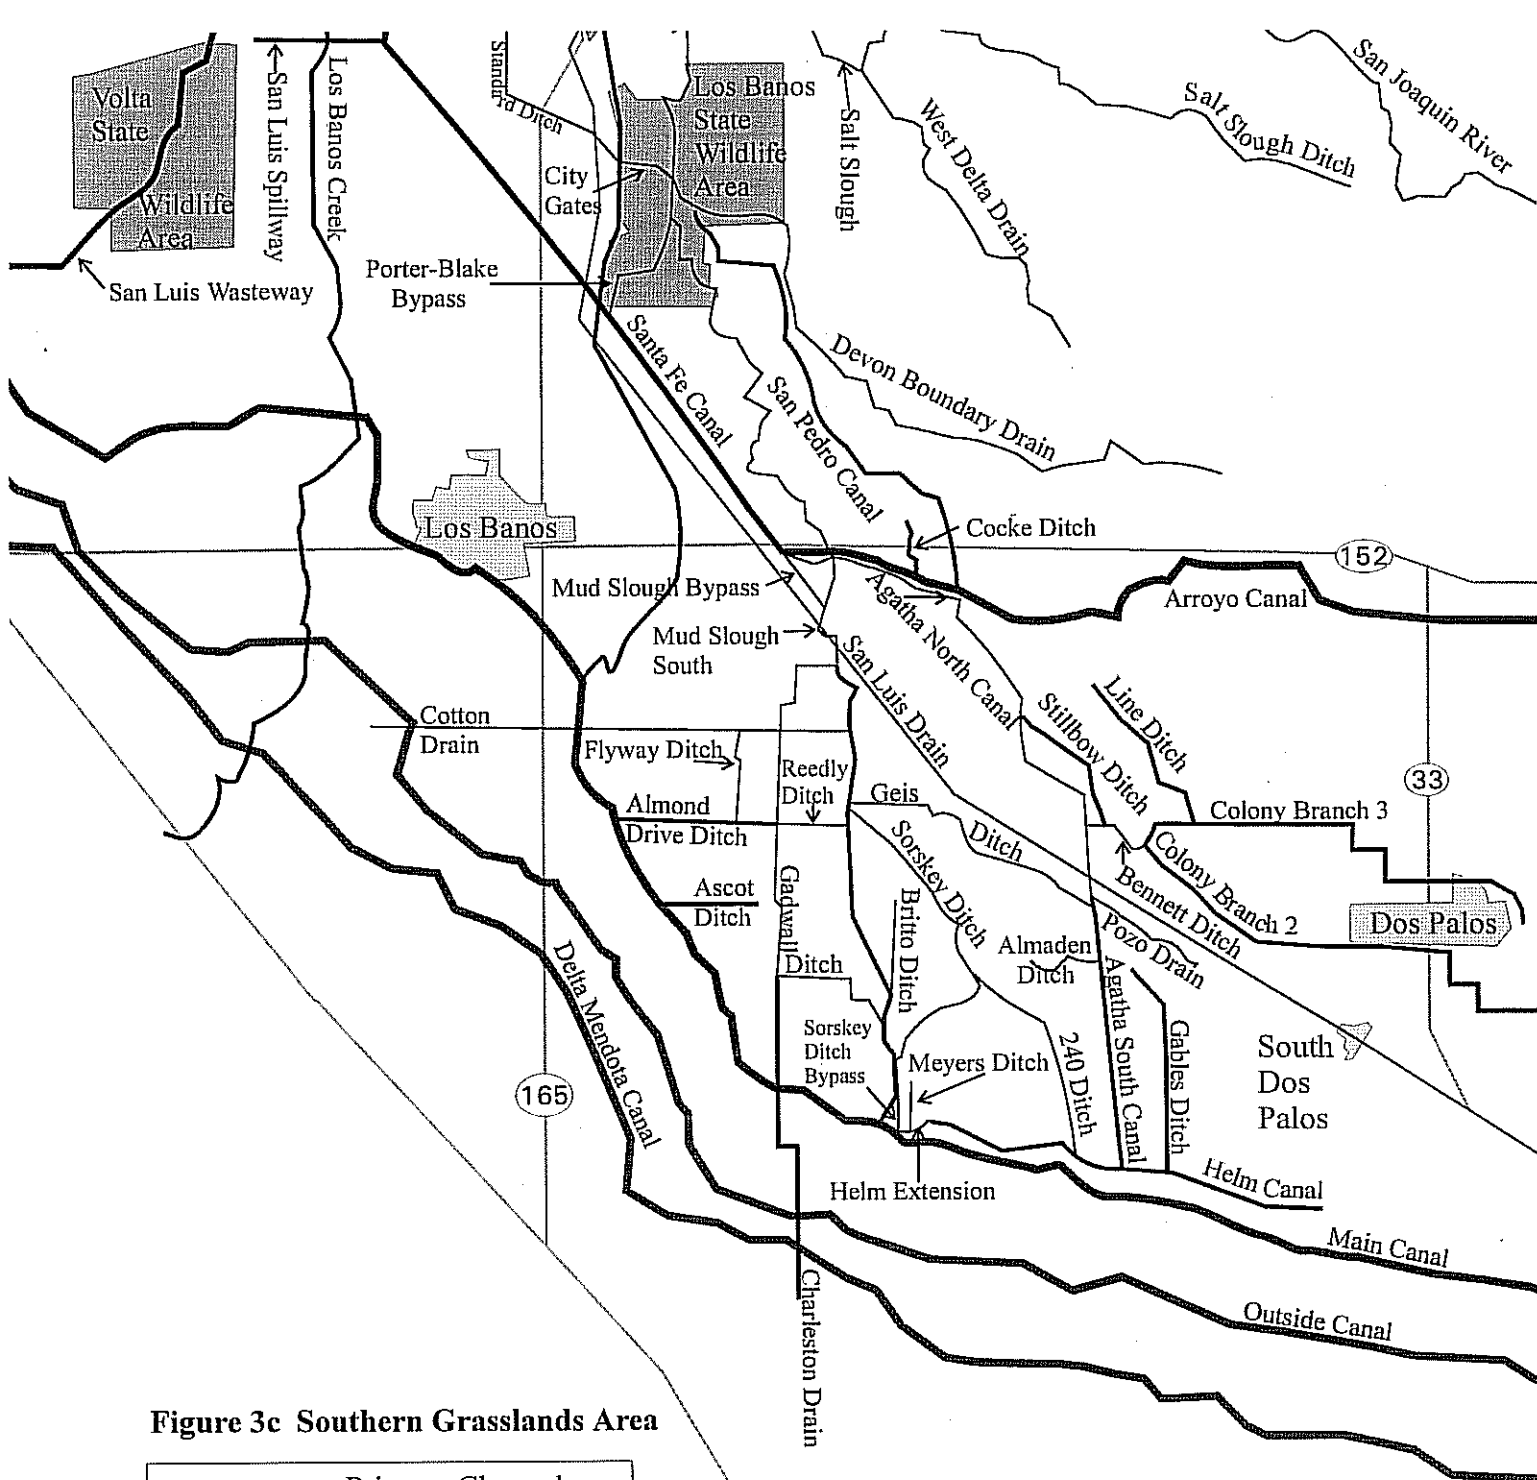 Volta
State
Wildlife
Area
San Luis Spillway
Los Banos Creek
San Luis Wasteway
Porter-Blake
Bypass
Standard Ditch
City
Gates
Los Banos
State
Wildlife
Area
Salt Slough
West Delta Drain
Salt Slough Ditch
San Joaquin River
Santa Fe Canal
San Pedro Canal
Devon Boundary Drain
Los Banos
Cocke Ditch
152
Mud Slough Bypass
Agatha North Canal
Arroyo Canal
Mud Slough
South
San Luis Drain
Stillbow Ditch
Line Ditch
33
Cotton
Drain
Flyway Ditch
Reedly
Ditch
Geis
Ditch
Colony Branch 3
Almond
Drive Ditch
Sorskey Ditch
Bennett Ditch
Colony Branch 2
Dos Palos
Ascot
Ditch
Gadwall
Ditch
Britto Ditch
Almaden
Ditch
Pozo Drain
Delta Mendota Canal
Sorskey
Ditch
Bypass
Meyers Ditch
240 Ditch
Agatha South Canal
Gables Ditch
South
Dos
Palos
165
Helm Extension
Helm Canal
Main Canal
Outside Canal
Charleston Drain
Figure 3c Southern Grasslands Area